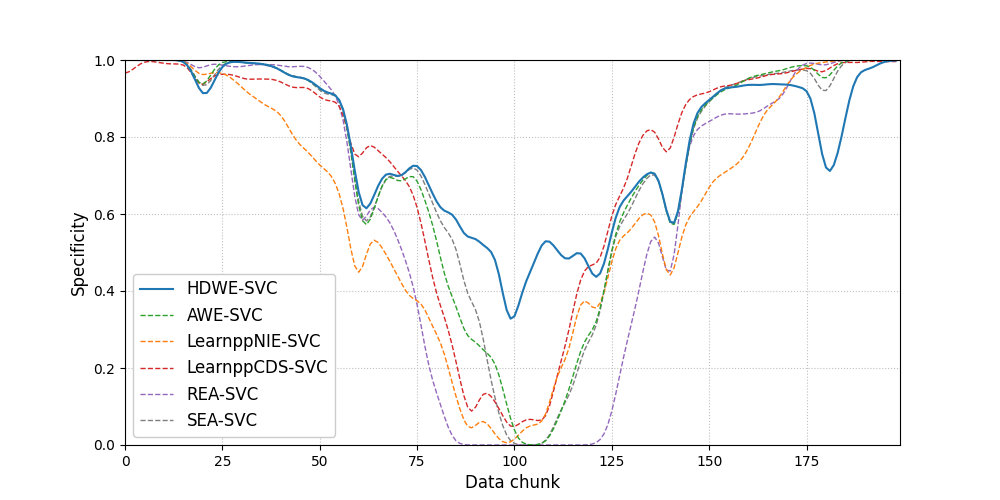 1.0
0.8
0.6
0.4
0.2
0.0
Specificity
HDWE-SVC
AWE-SVC
LearnppNIE-SVC
LearnppCDS-SVC
REA-SVC
SEA-SVC
0 25 50 75 100 125 150 175
Data chunk